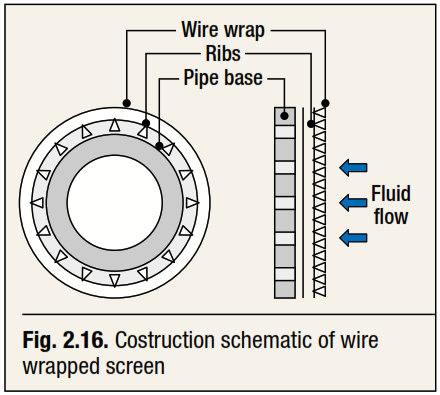 Wire wrap
Ribs
Pipe base
Fluid
flow
Fig. 2.16. Costruction schematic of wire
wrapped screen